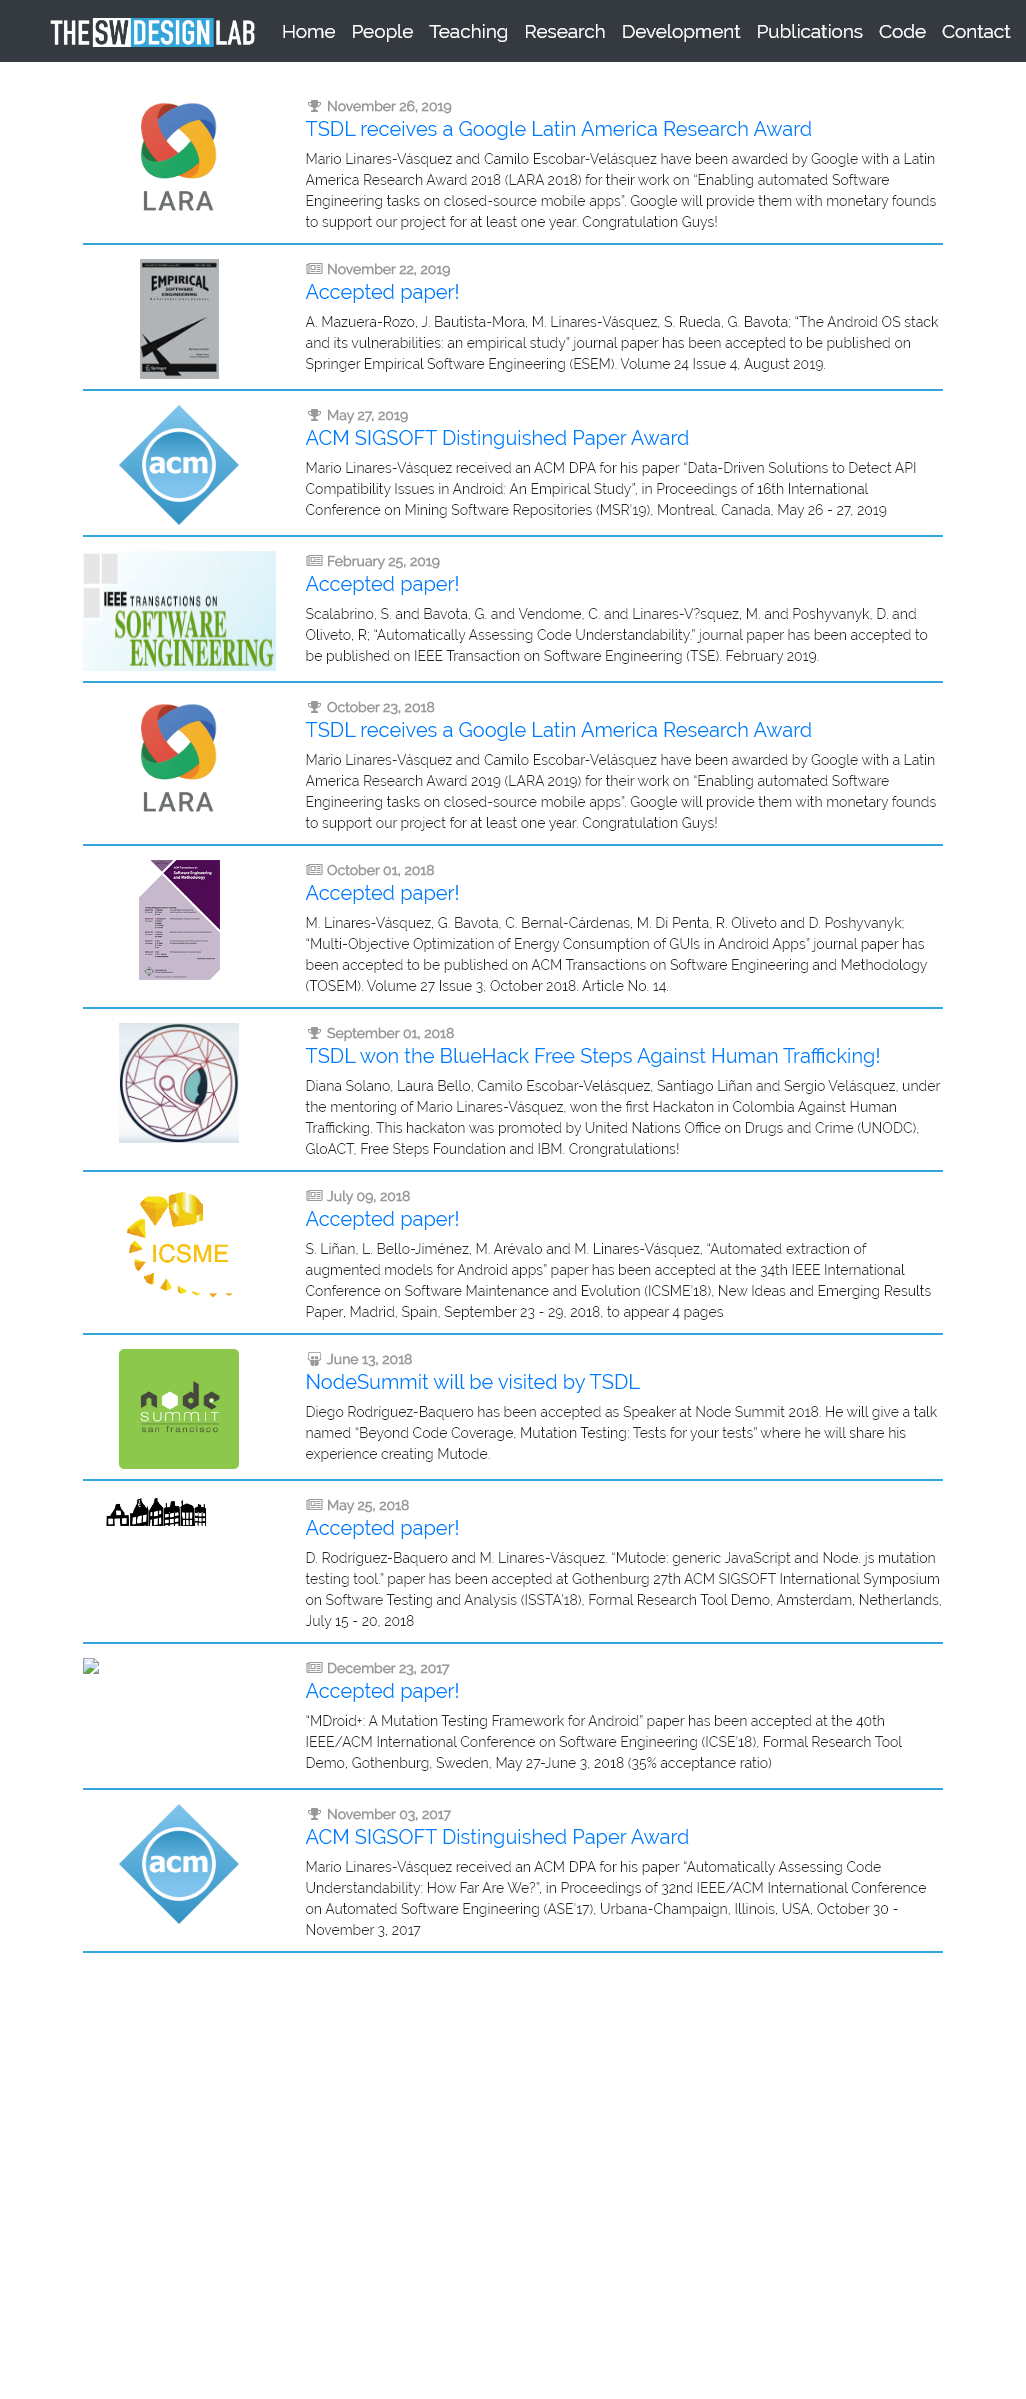 THE SW DESIGN LAB Home People Teaching Research Development Publications Code Contact
November 26, 2019
TSDL receives a Google Latin America Research Award
LARA
Mario Linares-Vásquez and Camilo Escobar-Velásquez have been awarded by Google with a Latin
America Research Award 2018 (LARA 2018) for their work on “Enabling automated Software
Engineering tasks on closed-source mobile apps”. Google will provide them with monetary founds
to support our project for at least one year. Congratulation Guys!
November 22, 2019
Accepted paper!
EMPIRICAL
SOFTWARE
ENGINEERING
Springer
A. Mazuera-Rozo, J. Bautista-Mora, M. Linares-Vásquez, S. Rueda, G. Bavota; “The Android OS stack
and its vulnerabilities: an empirical study” journal paper has been accepted to be published on
Springer Empirical Software Engineering (ESEM). Volume 24 Issue 4, August 2019.
May 27, 2019
ACM SIGSOFT Distinguished Paper Award
acm
Mario Linares-Vásquez received an ACM DPA for his paper “Data-Driven Solutions to Detect API
Compatibility Issues in Android: An Empirical Study”, in Proceedings of 16th International
Conference on Mining Software Repositories (MSR'19), Montreal, Canada, May 26 - 27, 2019
February 25, 2019
Accepted paper!
IEEE TRANSACTIONS ON
SOFTWARE
ENGINEERING
Scalabrino, S. and Bavota, G. and Vendome, C. and Linares-V?squez, M. and Poshyvanyk, D. and
Oliveto, R; “Automatically Assessing Code Understandability.” journal paper has been accepted to
be published on IEEE Transaction on Software Engineering (TSE). February 2019.
October 23, 2018
TSDL receives a Google Latin America Research Award
LARA
Mario Linares-Vásquez and Camilo Escobar-Velásquez have been awarded by Google with a Latin
America Research Award 2019 (LARA 2019) for their work on “Enabling automated Software
Engineering tasks on closed-source mobile apps”. Google will provide them with monetary founds
to support our project for at least one year. Congratulation Guys!
October 01, 2018
Accepted paper!
Software Engineering
and Methodology
M. Linares-Vásquez, G. Bavota, C. Bernal-Cárdenas, M. Di Penta, R. Oliveto and D. Poshyvanyk;
“Multi-Objective Optimization of Energy Consumption of GUIs in Android Apps” journal paper has
been accepted to be published on ACM Transactions on Software Engineering and Methodology
(TOSEM). Volume 27 Issue 3, October 2018. Article No. 14.
September 01, 2018
TSDL won the BlueHack Free Steps Against Human Trafficking!
Diana Solano, Laura Bello, Camilo Escobar-Velásquez, Santiago Liñan and Sergio Velásquez, under
the mentoring of Mario Linares-Vásquez, won the first Hackaton in Colombia Against Human
Trafficking. This hackaton was promoted by United Nations Office on Drugs and Crime (UNODC),
GloACT, Free Steps Foundation and IBM. Crongratulations!
July 09, 2018
Accepted paper!
ICSME
S. Liñan, L. Bello-Jiménez, M. Arévalo and M. Linares-Vásquez, “Automated extraction of
augmented models for Android apps” paper has been accepted at the 34th IEEE International
Conference on Software Maintenance and Evolution (ICSME'18), New Ideas and Emerging Results
Paper, Madrid, Spain, September 23 - 29, 2018, to appear 4 pages
June 13, 2018
NodeSummit will be visited by TSDL
node
summit
san francisco
Diego Rodríguez-Baquero has been accepted as Speaker at Node Summit 2018. He will give a talk
named “Beyond Code Coverage, Mutation Testing: Tests for your tests” where he will share his
experience creating Mutode.
May 25, 2018
Accepted paper!
D. Rodríguez-Baquero and M. Linares-Vásquez. “Mutode: generic JavaScript and Node. js mutation
testing tool.” paper has been accepted at Gothenburg 27th ACM SIGSOFT International Symposium
on Software Testing and Analysis (ISSTA'18), Formal Research Tool Demo, Amsterdam, Netherlands,
July 15 - 20, 2018
December 23, 2017
Accepted paper!
“MDroid+: A Mutation Testing Framework for Android” paper has been accepted at the 40th
IEEE/ACM International Conference on Software Engineering (ICSE'18), Formal Research Tool
Demo, Gothenburg, Sweden, May 27-June 3, 2018 (35% acceptance ratio)
November 03, 2017
ACM SIGSOFT Distinguished Paper Award
acm
Mario Linares-Vásquez received an ACM DPA for his paper “Automatically Assessing Code
Understandability: How Far Are We?”, in Proceedings of 32nd IEEE/ACM International Conference
on Automated Software Engineering (ASE'17), Urbana-Champaign, Illinois, USA, October 30 -
November 3, 2017